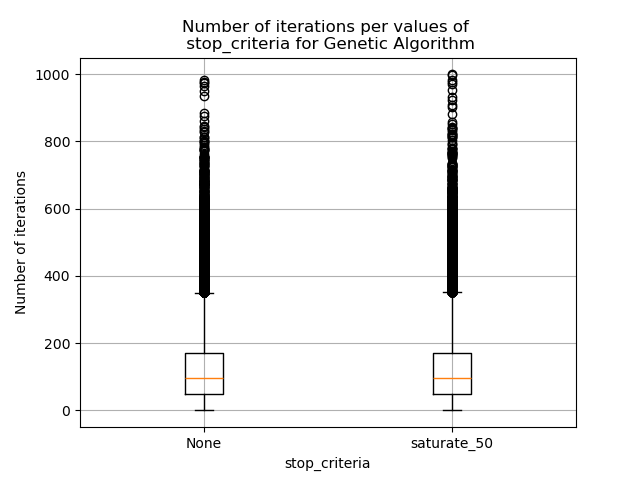 Number of iterations per values of
stop_criteria for Genetic Algorithm
1000
800
600
400
200
0
Number of iterations
None
saturate_50
stop_criteria